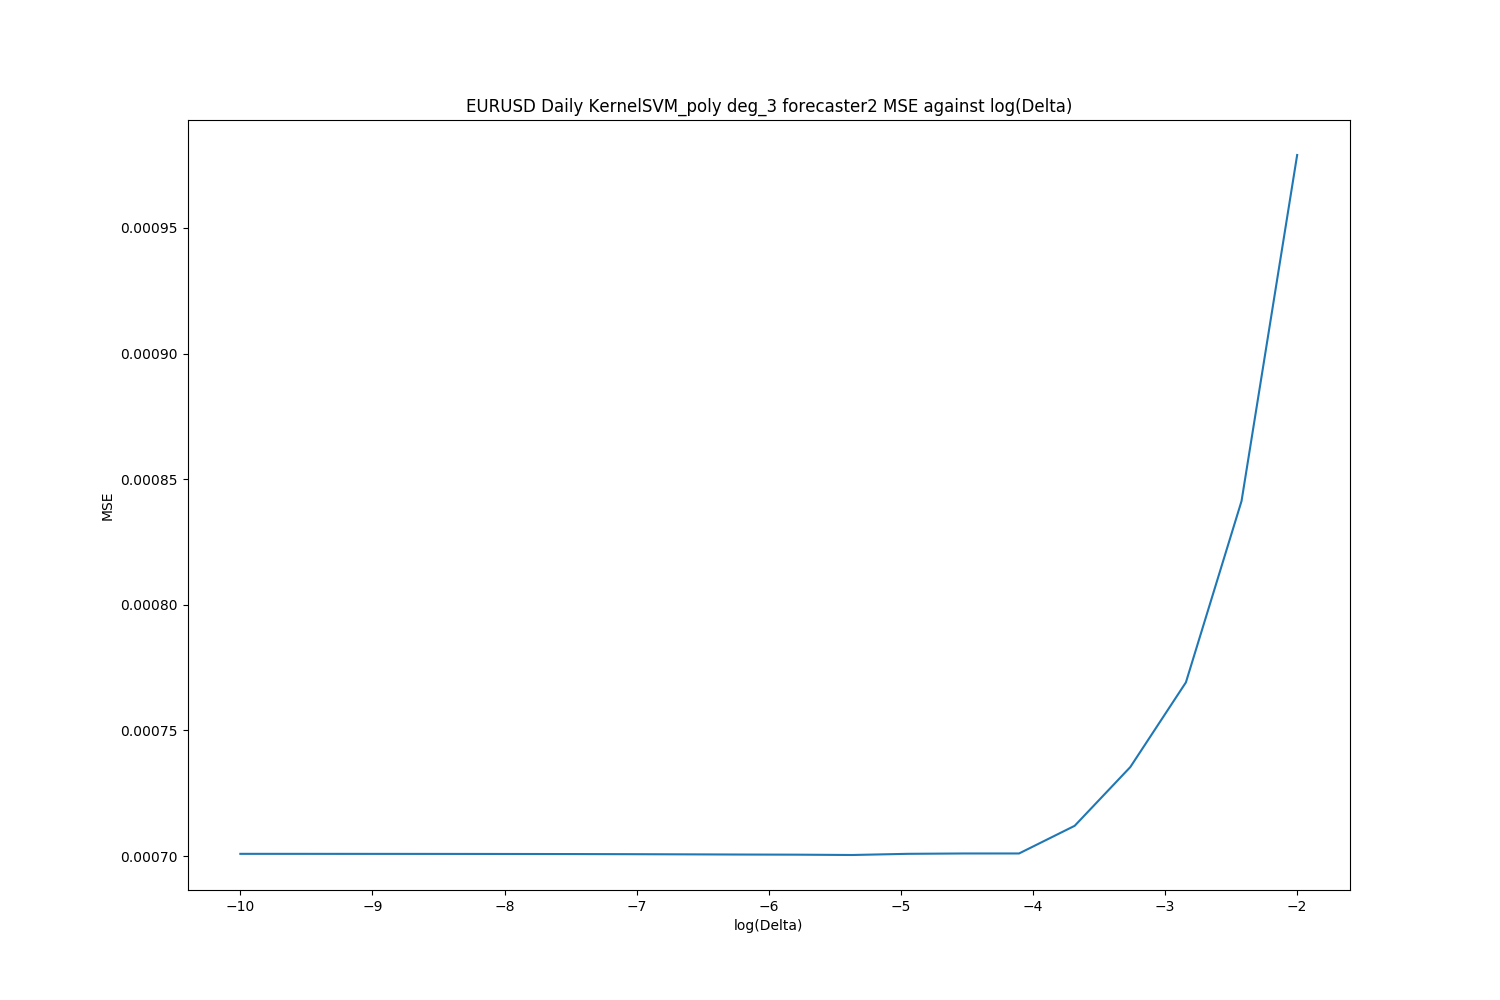 EURUSD Daily KernelSVM_poly deg_3 forecaster2 MSE against log(Delta)
0.00095
0.00090
0.00085
0.00080
0.00075
0.00070
MSE
−10 −9 −8 −7 −6 −5 −4 −3 −2
log(Delta)